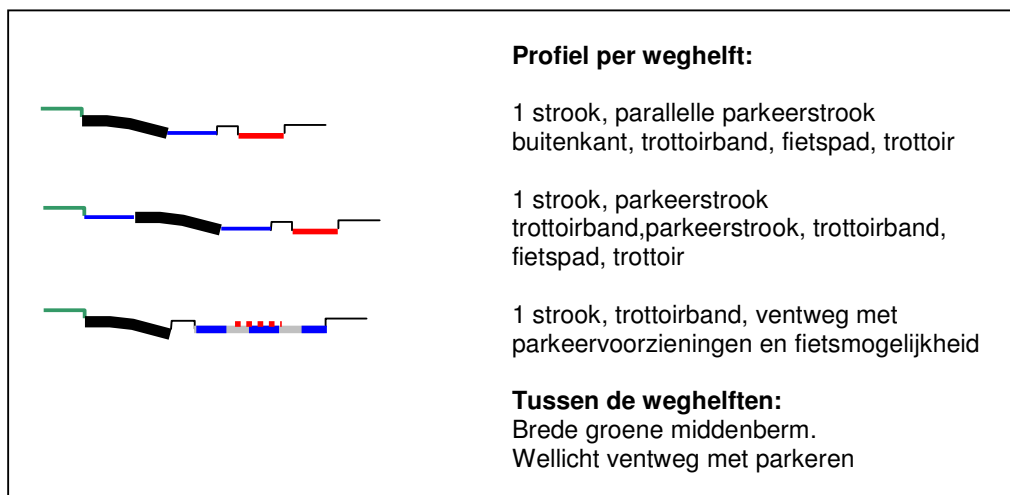 Profiel per weghelft:
1 strook, parallelle parkeerstrook
buitenkant, trottoirband, fietspad, trottoir
1 strook, parkeerstrook
trottoirband,parkeerstrook, trottoirband,
fietspad, trottoir
1 strook, trottoirband, ventweg met
parkeervoorzieningen en fietsmogelijkheid
Tussen de weghelften:
Brede groene middenberm.
Wellicht ventweg met parkeren